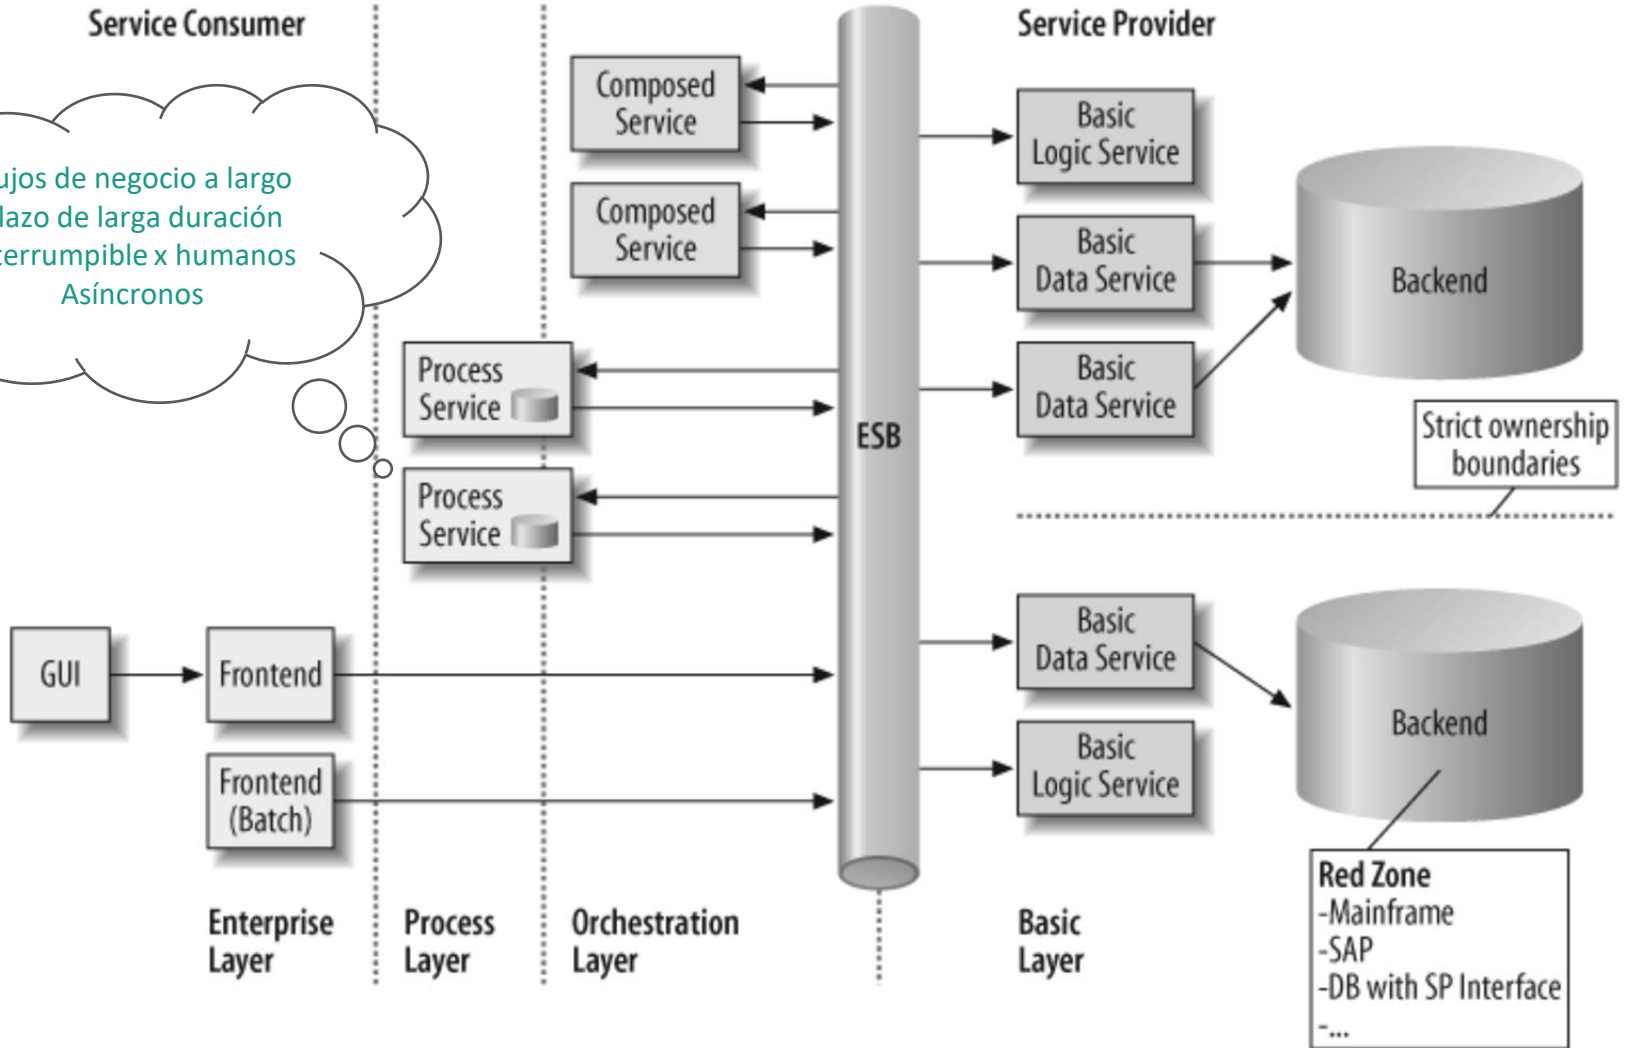 Service Consumer
Service Provider
ujos de negocio a largo
lazo de larga duración
terrumpible x humanos
Asíncronos
Composed
Service
Composed
Service
Process
Service
Process
Service
GUI
Frontend
Frontend
(Batch)
ESB
Basic
Logic Service
Basic
Data Service
Basic
Data Service
Backend
Strict ownership
boundaries
Basic
Data Service
Basic
Logic Service
Backend
Red Zone
-Mainframe
-SAP
-DB with SP Interface
-...
Enterprise
Layer
Process
Layer
Orchestration
Layer
Basic
Layer